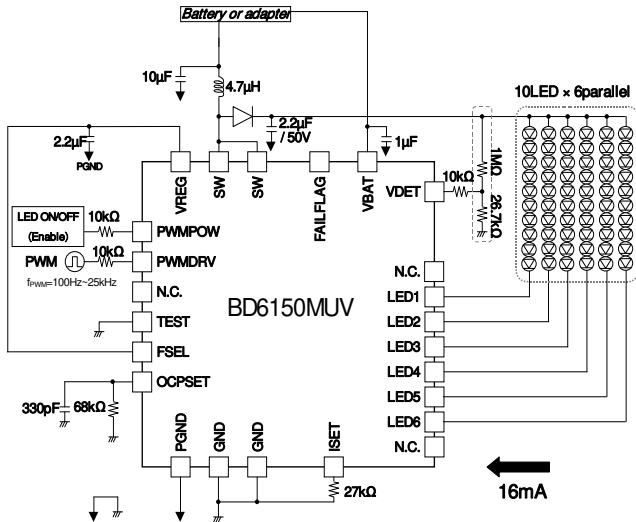 Battery or adapter
10μF
4.7μH
10LED × 6parallel
2.2μF
/ 50V
2.2μF
PGND
1μF
1MΩ
26.7kΩ
10kΩ
VREG
SW
SW
FAILFLAG
VBAT
VDET
LED ON/OFF
(Enable)
10kΩ
PWMPOW
PWM
10kΩ
PWMDRV
fPWM=100Hz~25kHz
N.C.
N.C.
BD6150MUV
LED1
TEST
LED2
FSEL
LED3
OCPSET
LED4
330pF
68kΩ
LED5
LED6
N.C.
PGND
GND
GND
ISET
27kΩ
16mA